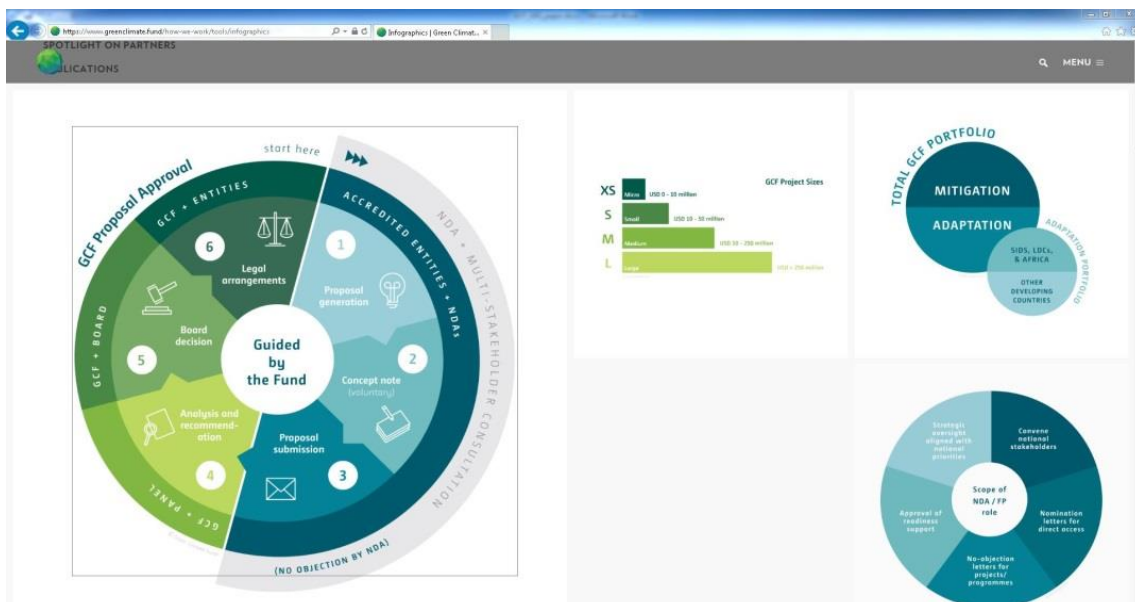 https://www.greenclimate.fund/how-we-work/tools/infographics
Infographics | Green Climat...
SPOTLIGHT ON PARTNERS
MENU
GCF Proposal Approval
start here
GCF + ENTITIES
ACCREDITED ENTITIES + NDAs
NDA + MULTI-STAKEHOLDER CONSULTATION
(NO OBJECTION BY NDA)
GCF + BOARD
GCF + PANEL
Guided
by
the Fund
1
Proposal
generation
2
Concept note
(voluntary)
3
Proposal
submission
4
Analysis and
recommend-
ation
5
Board
decision
6
Legal
arrangements
GCF Project Sizes
XS Micro USD 0 - 10 million
S Small USD 10 - 50 million
M Medium USD 50 - 250 million
L Large USD > 250 million
TOTAL GCF PORTFOLIO
MITIGATION
ADAPTATION
ADAPTATION PORTFOLIO
SIDS, LDCs,
& AFRICA
OTHER
DEVELOPING
COUNTRIES
Scope of
NDA / FP
role
Convene
national
stakeholders
Nomination
letters for
direct access
No-objection
letters for
projects/
programmes
Approval of
readiness
support
Strategic
oversight
aligned with
national
priorities